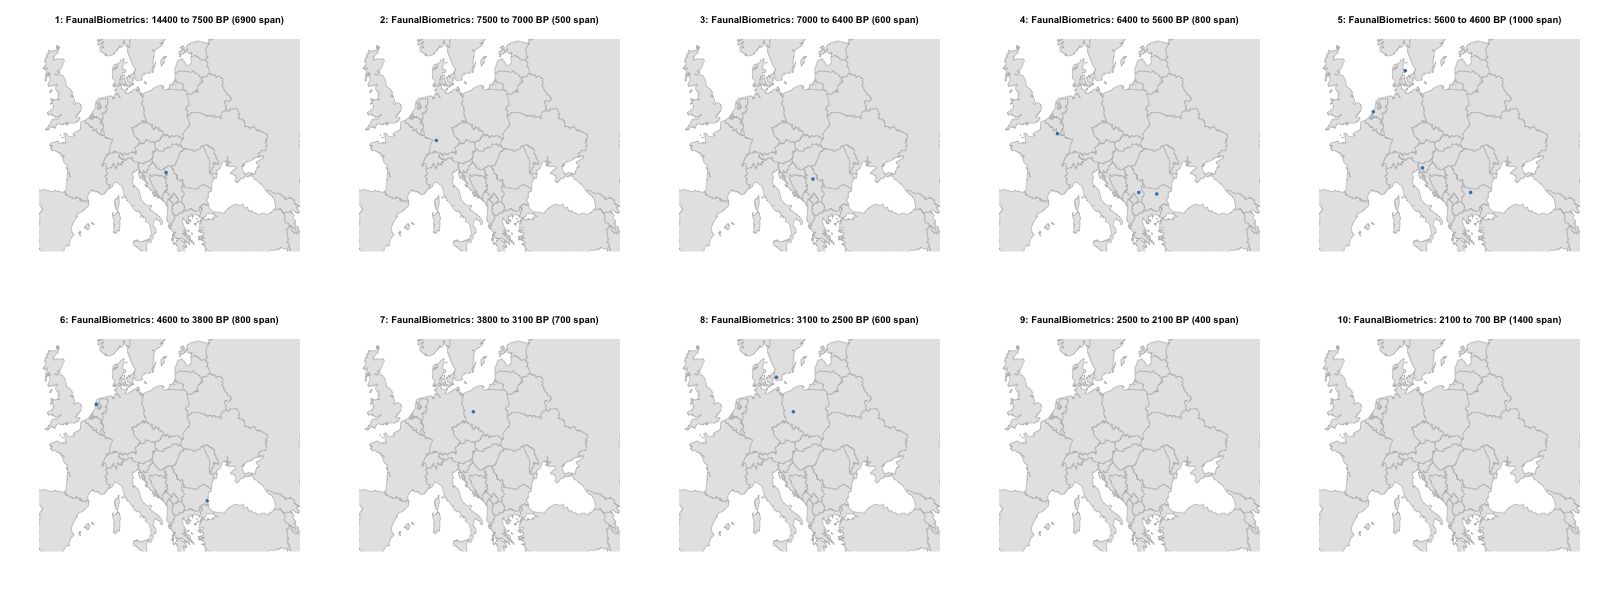 1: FaunalBiometrics: 14400 to 7500 BP (6900 span)
2: FaunalBiometrics: 7500 to 7000 BP (500 span)
3: FaunalBiometrics: 7000 to 6400 BP (600 span)
4: FaunalBiometrics: 6400 to 5600 BP (800 span)
5: FaunalBiometrics: 5600 to 4600 BP (1000 span)
6: FaunalBiometrics: 4600 to 3800 BP (800 span)
7: FaunalBiometrics: 3800 to 3100 BP (700 span)
8: FaunalBiometrics: 3100 to 2500 BP (600 span)
9: FaunalBiometrics: 2500 to 2100 BP (400 span)
10: FaunalBiometrics: 2100 to 700 BP (1400 span)